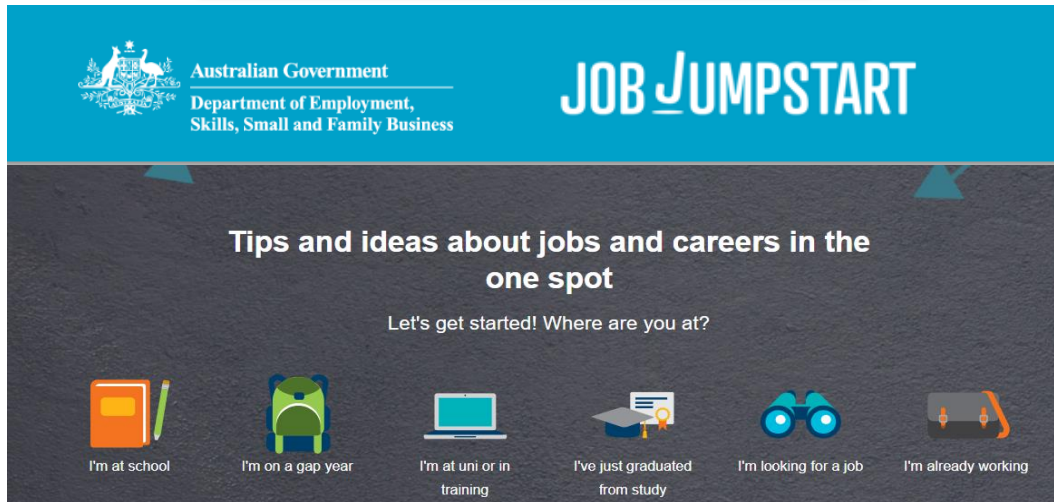 Australian Government
Department of Employment,
Skills, Small and Family Business
JOB JUMPSTART
Tips and ideas about jobs and careers in the
one spot
Let's get started! Where are you at?
I'm at school
I'm on a gap year
I'm at uni or in
training
I've just graduated
from study
I'm looking for a job
I'm already working